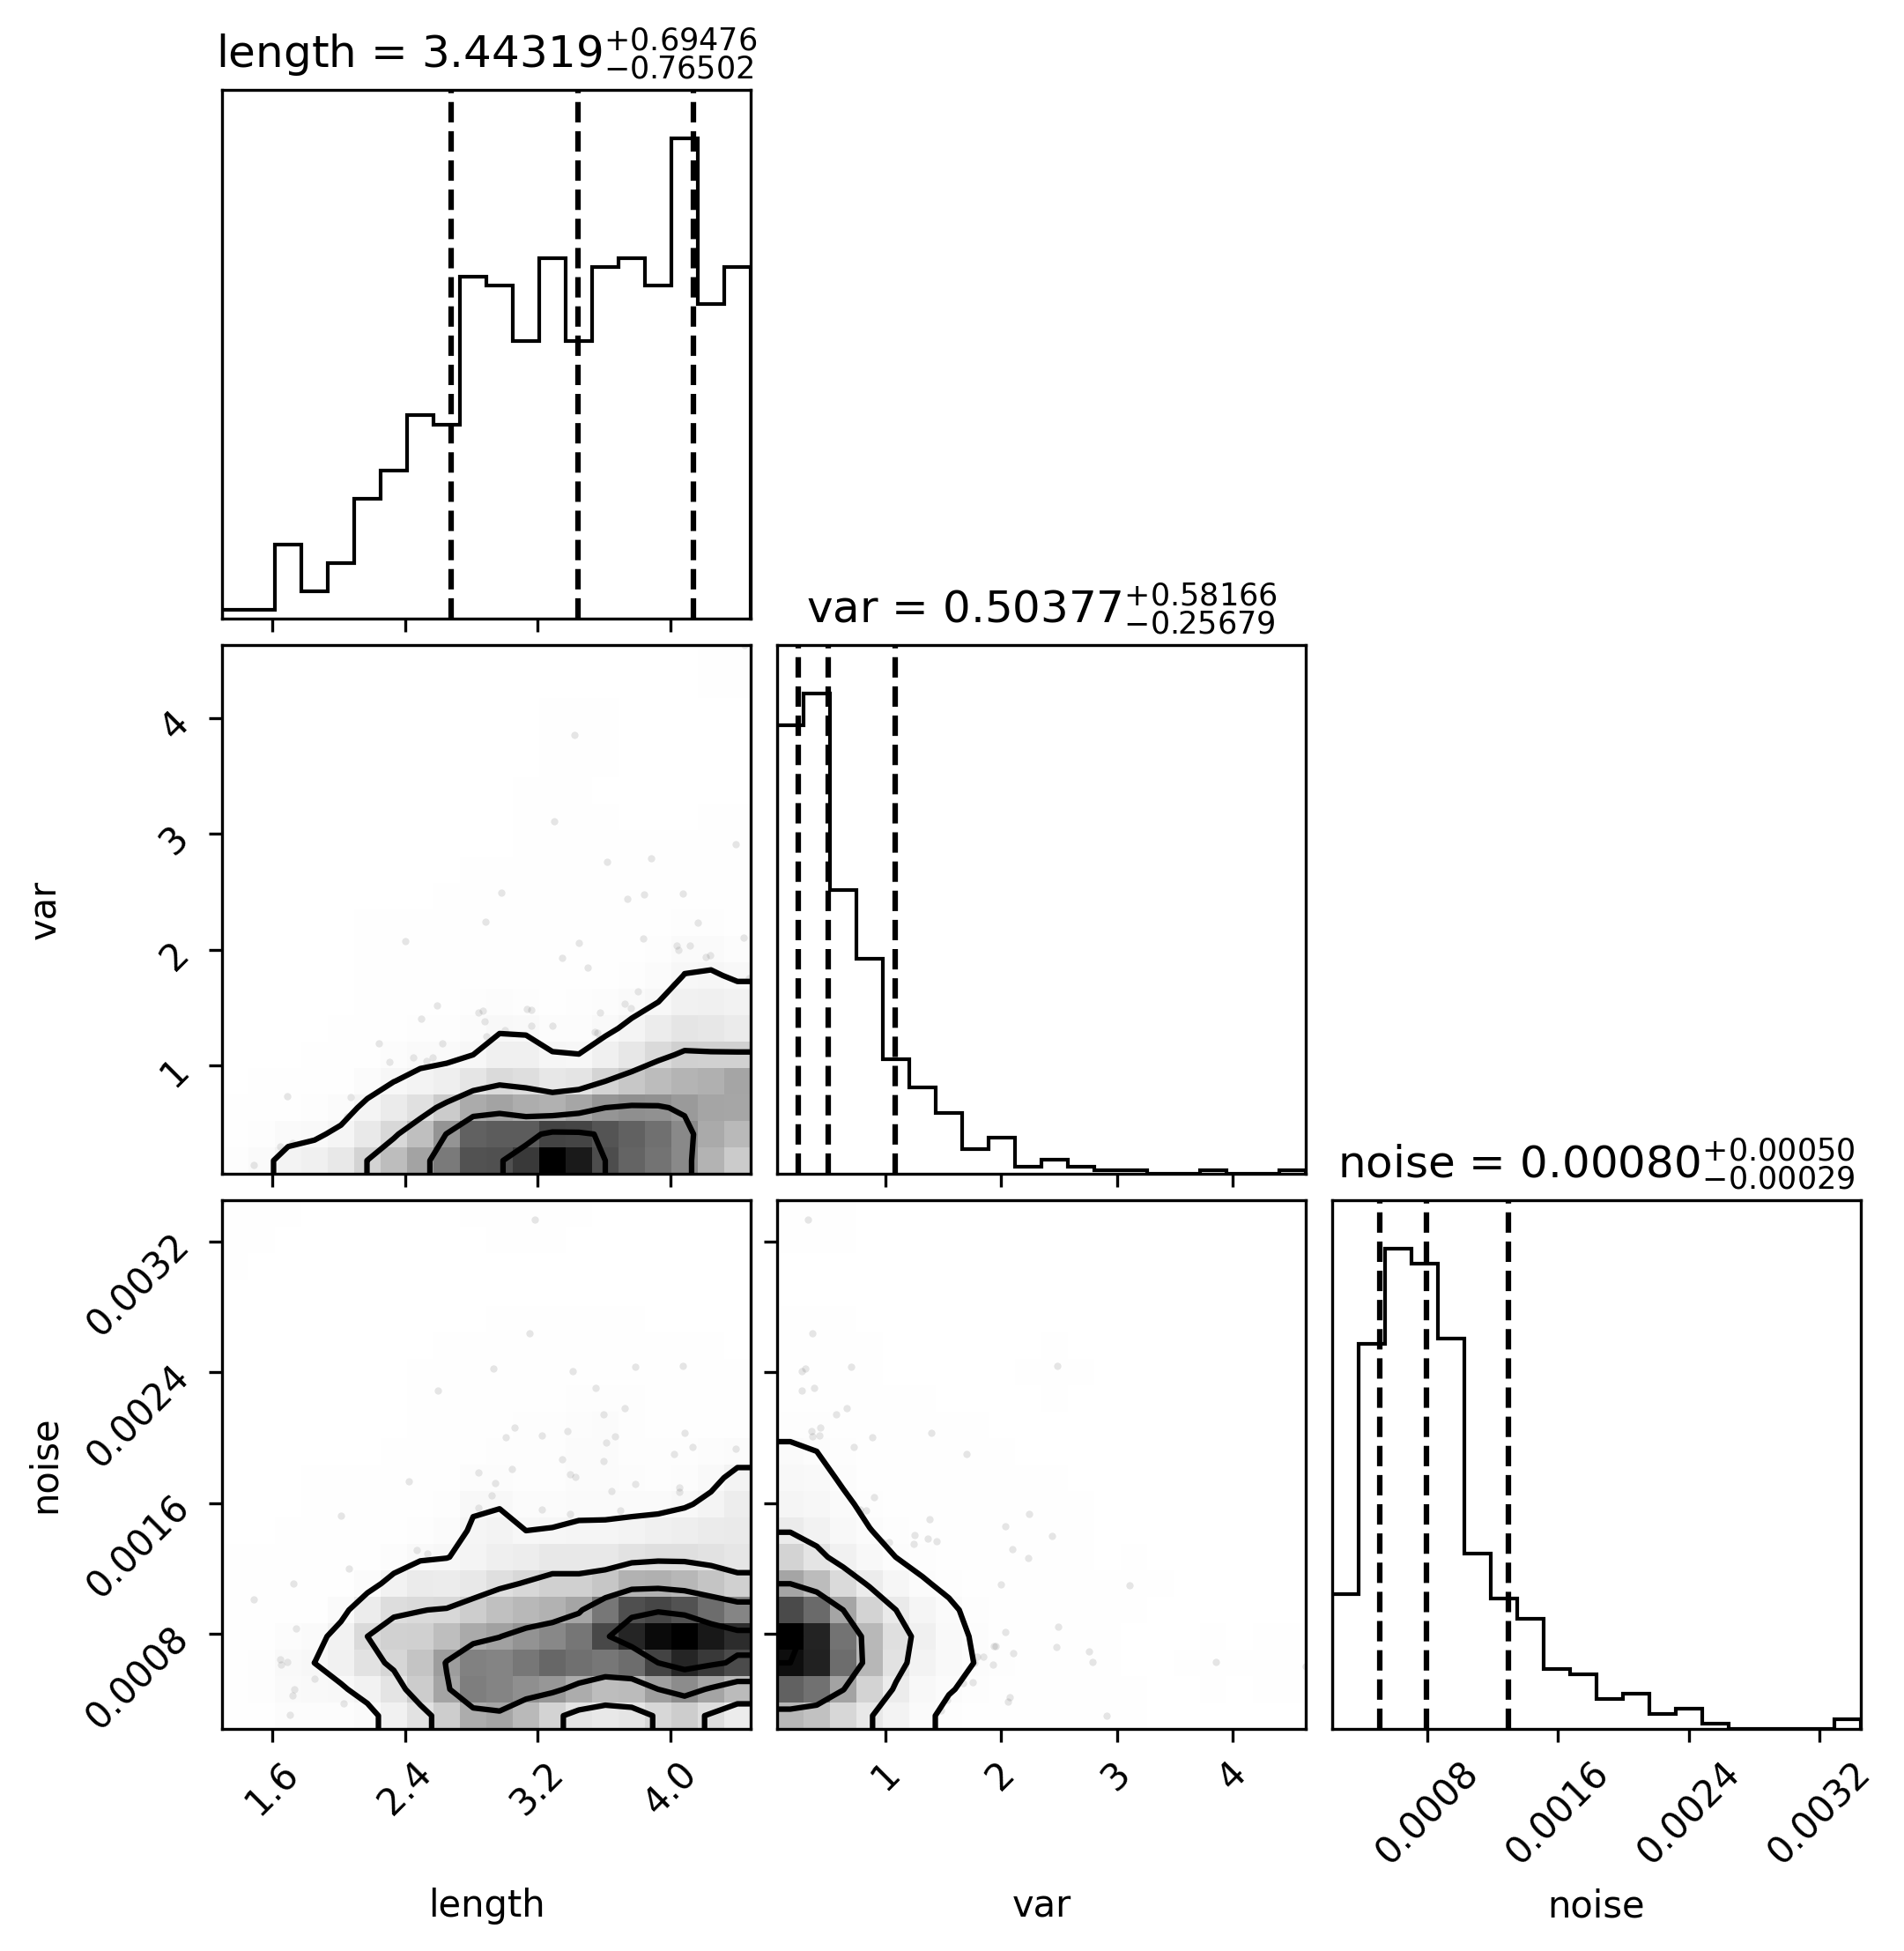 length = 3.44319+0.69476−0.76502
var = 0.50377+0.58166−0.25679
4
3
2
1
var
noise = 0.00080+0.00050−0.00029
0.0032
0.0024
0.0016
0.0008
noise
1.6 2.4 3.2 4.0 1 2 3 4 0.0008 0.0016 0.0024 0.0032
length var noise